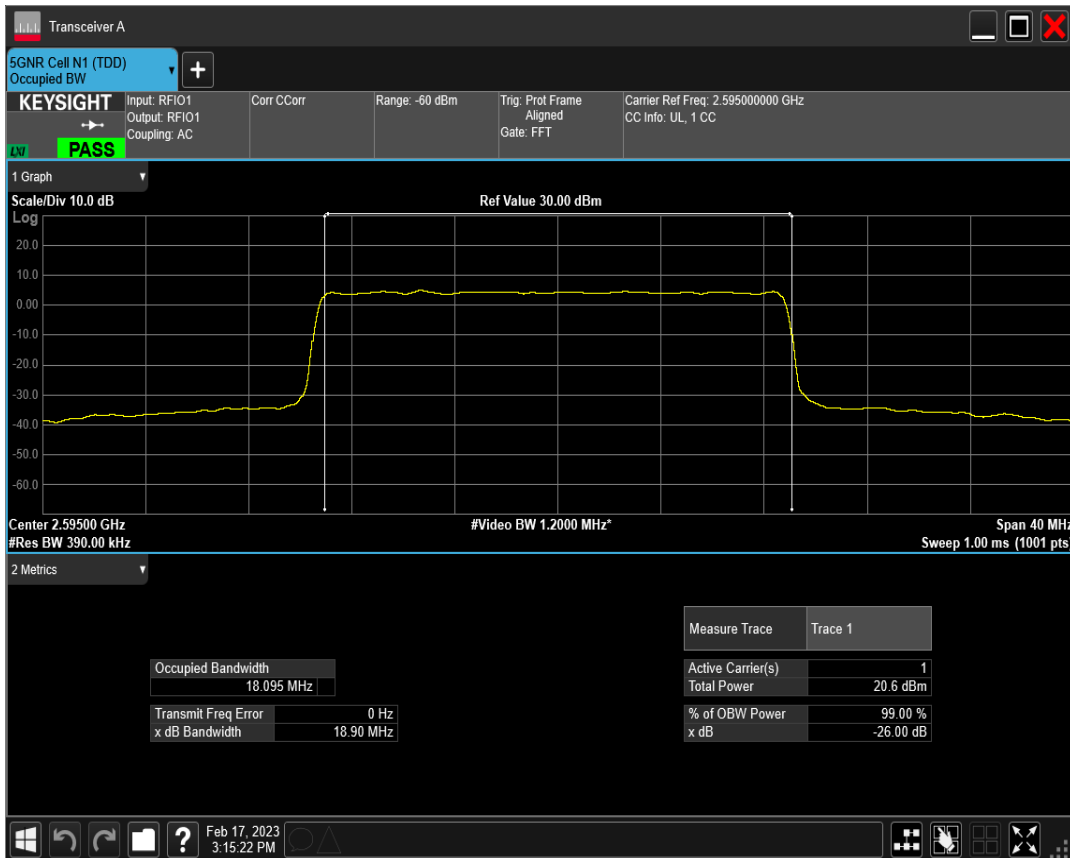 Transceiver A
5GNR Cell N1 (TDD)
Occupied BW
+
KEYSIGHT
LXI
PASS
Input: RFIO1
Output: RFIO1
Coupling: AC
Corr CCorr
Range: -60 dBm
Trig: Prot Frame
Aligned
Gate: FFT
Carrier Ref Freq: 2.595000000 GHz
CC Info: UL, 1 CC
1 Graph
Scale/Div 10.0 dB
Ref Value 30.00 dBm
Log
20.0
10.0
0.00
-10.0
-20.0
-30.0
-40.0
-50.0
-60.0
Center 2.59500 GHz
#Video BW 1.2000 MHz*
Span 40 MHz
#Res BW 390.00 kHz
Sweep 1.00 ms (1001 pts)
2 Metrics
Measure Trace Trace 1
Occupied Bandwidth
18.095 MHz
Active Carrier(s) 1
Total Power 20.6 dBm
Transmit Freq Error 0 Hz
x dB Bandwidth 18.90 MHz
% of OBW Power 99.00 %
x dB -26.00 dB
?
Feb 17, 2023
3:15:22 PM